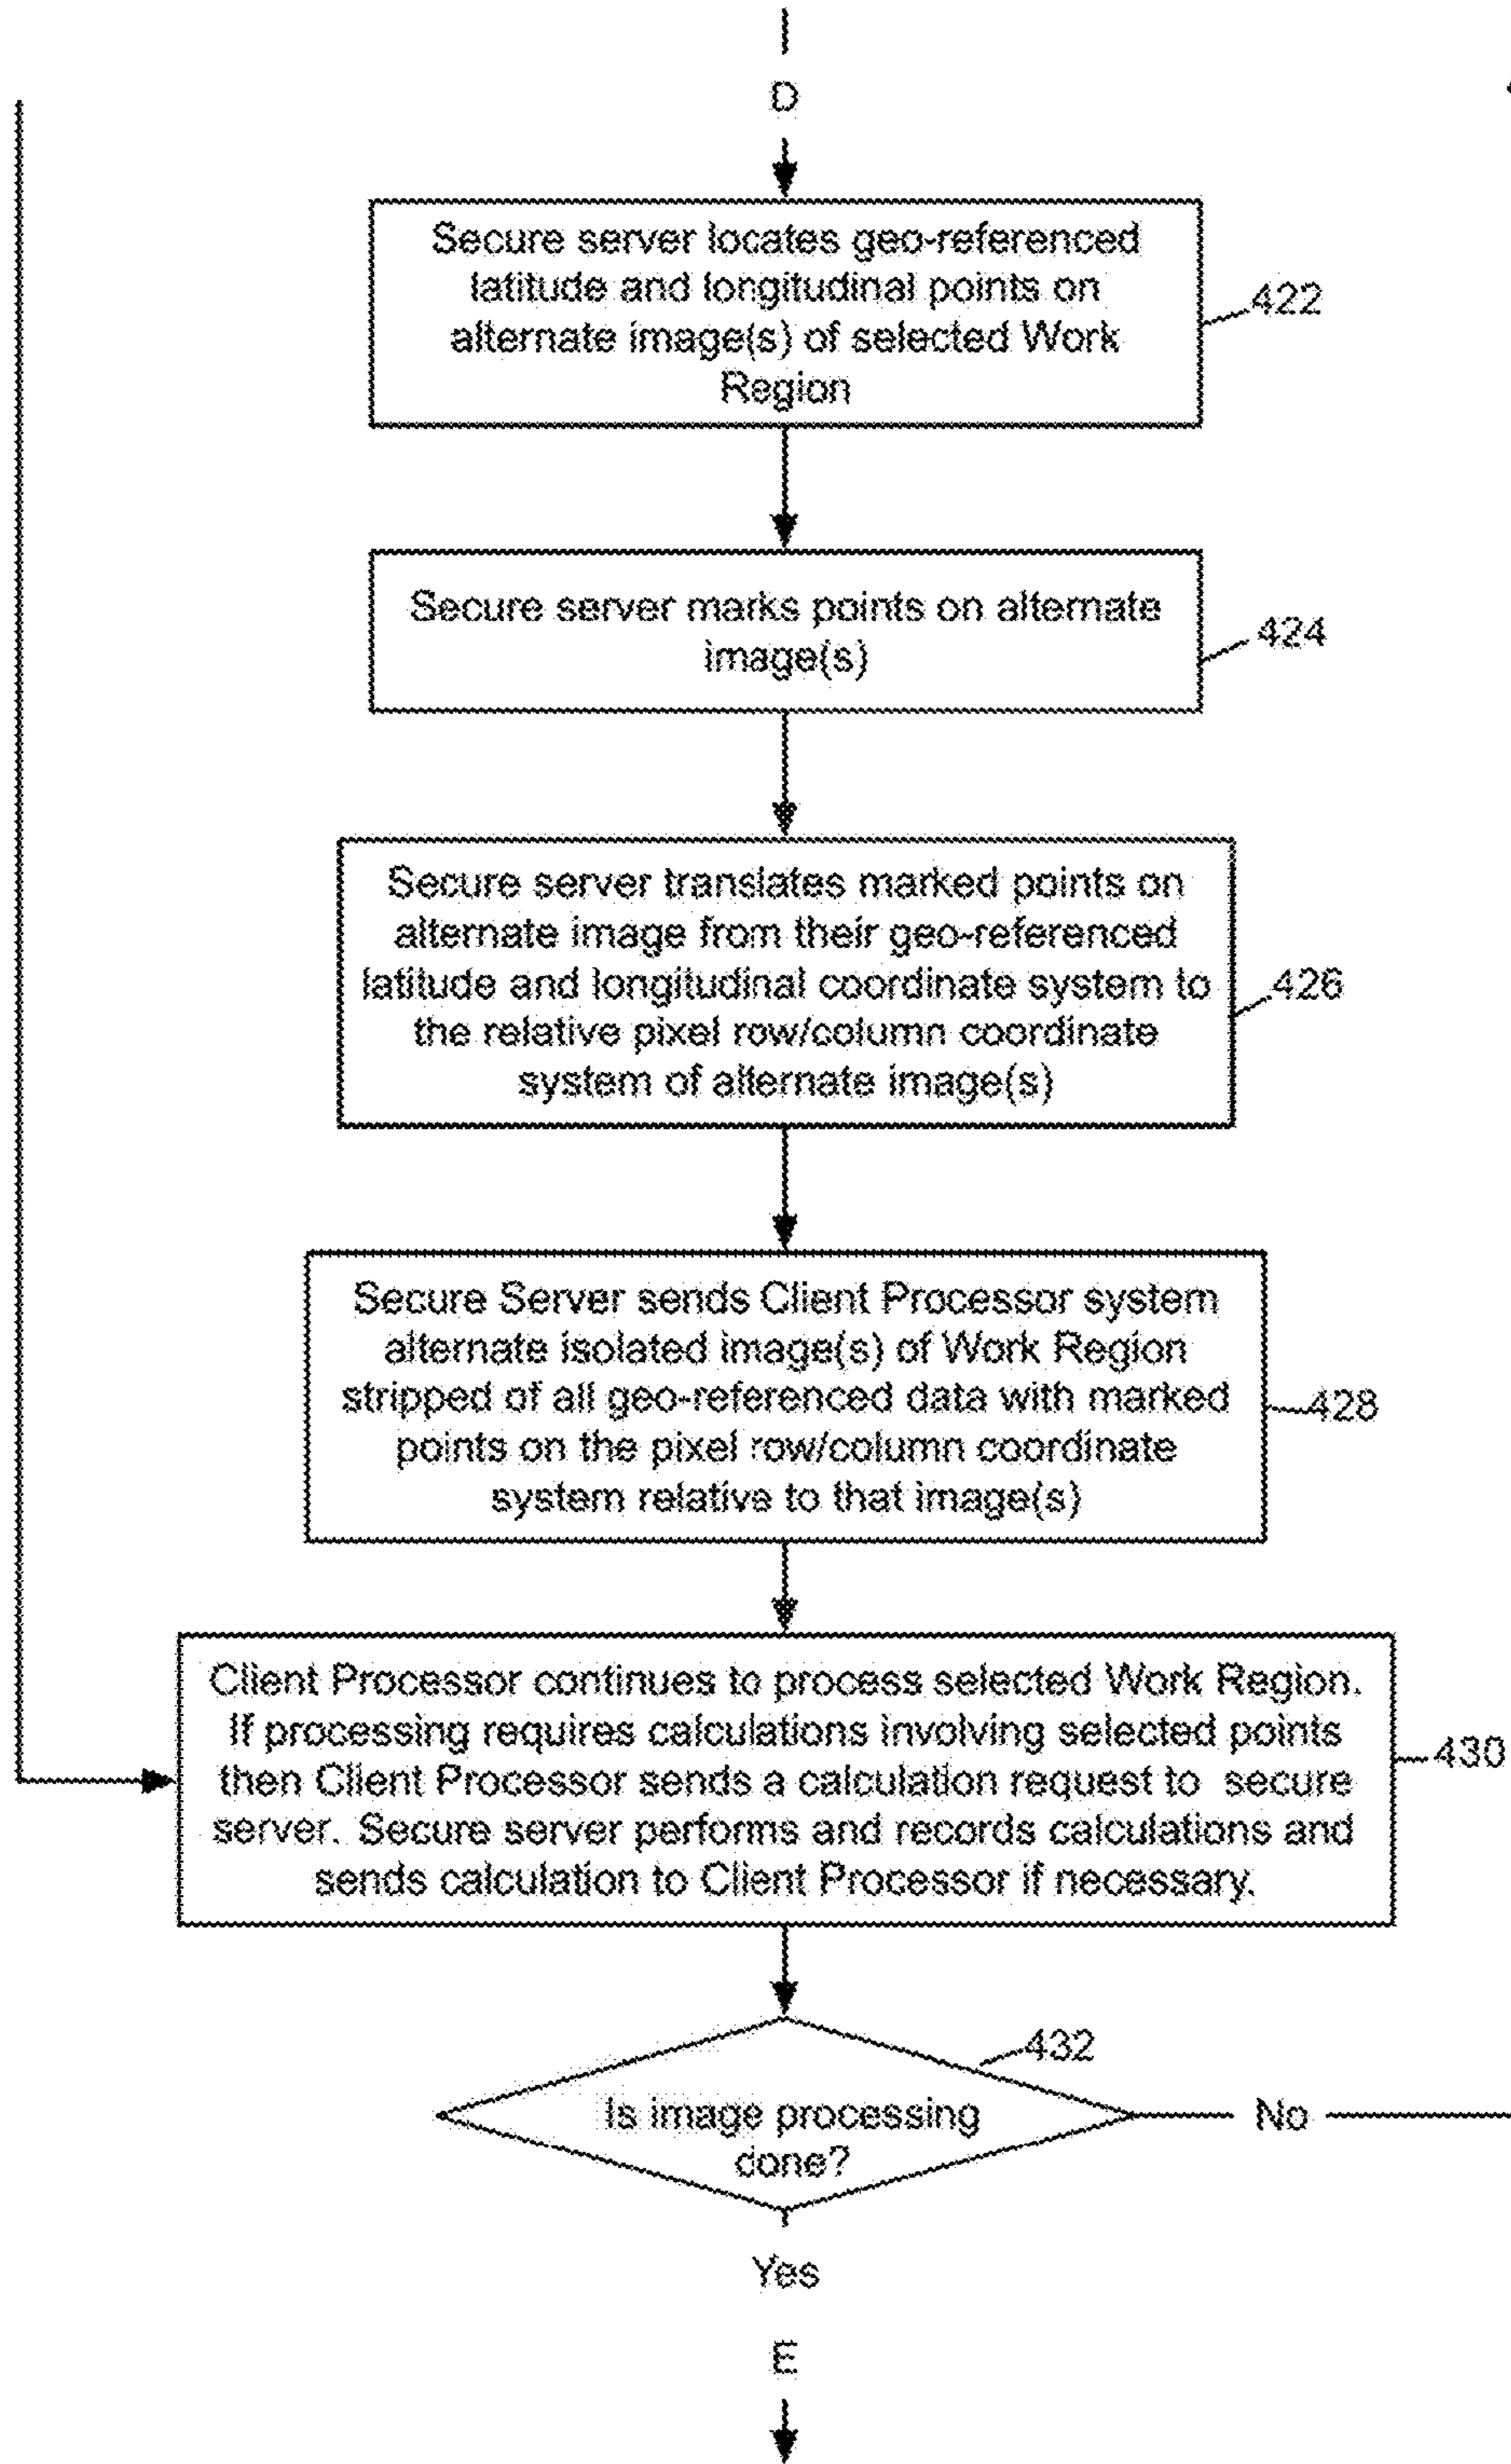 D
Secure server locates geo-referenced
latitude and longitudinal points on
alternate image(s) of selected Work
Region
422
Secure server marks points on alternate
image(s)
424
Secure server translates marked points on
alternate image from their geo-referenced
latitude and longitudinal coordinate system to
the relative pixel row/column coordinate
system of alternate image(s)
426
Secure Server sends Client Processor system
alternate isolated image(s) of Work Region
stripped of all geo-referenced data with marked
points on the pixel row/column coordinate
system relative to that image(s)
428
Client Processor continues to process selected Work Region.
If processing requires calculations involving selected points
then Client Processor sends a calculation request to secure
server. Secure server performs and records calculations and
sends calculation to Client Processor if necessary.
430
432
Is image processing
done?
No
Yes
E